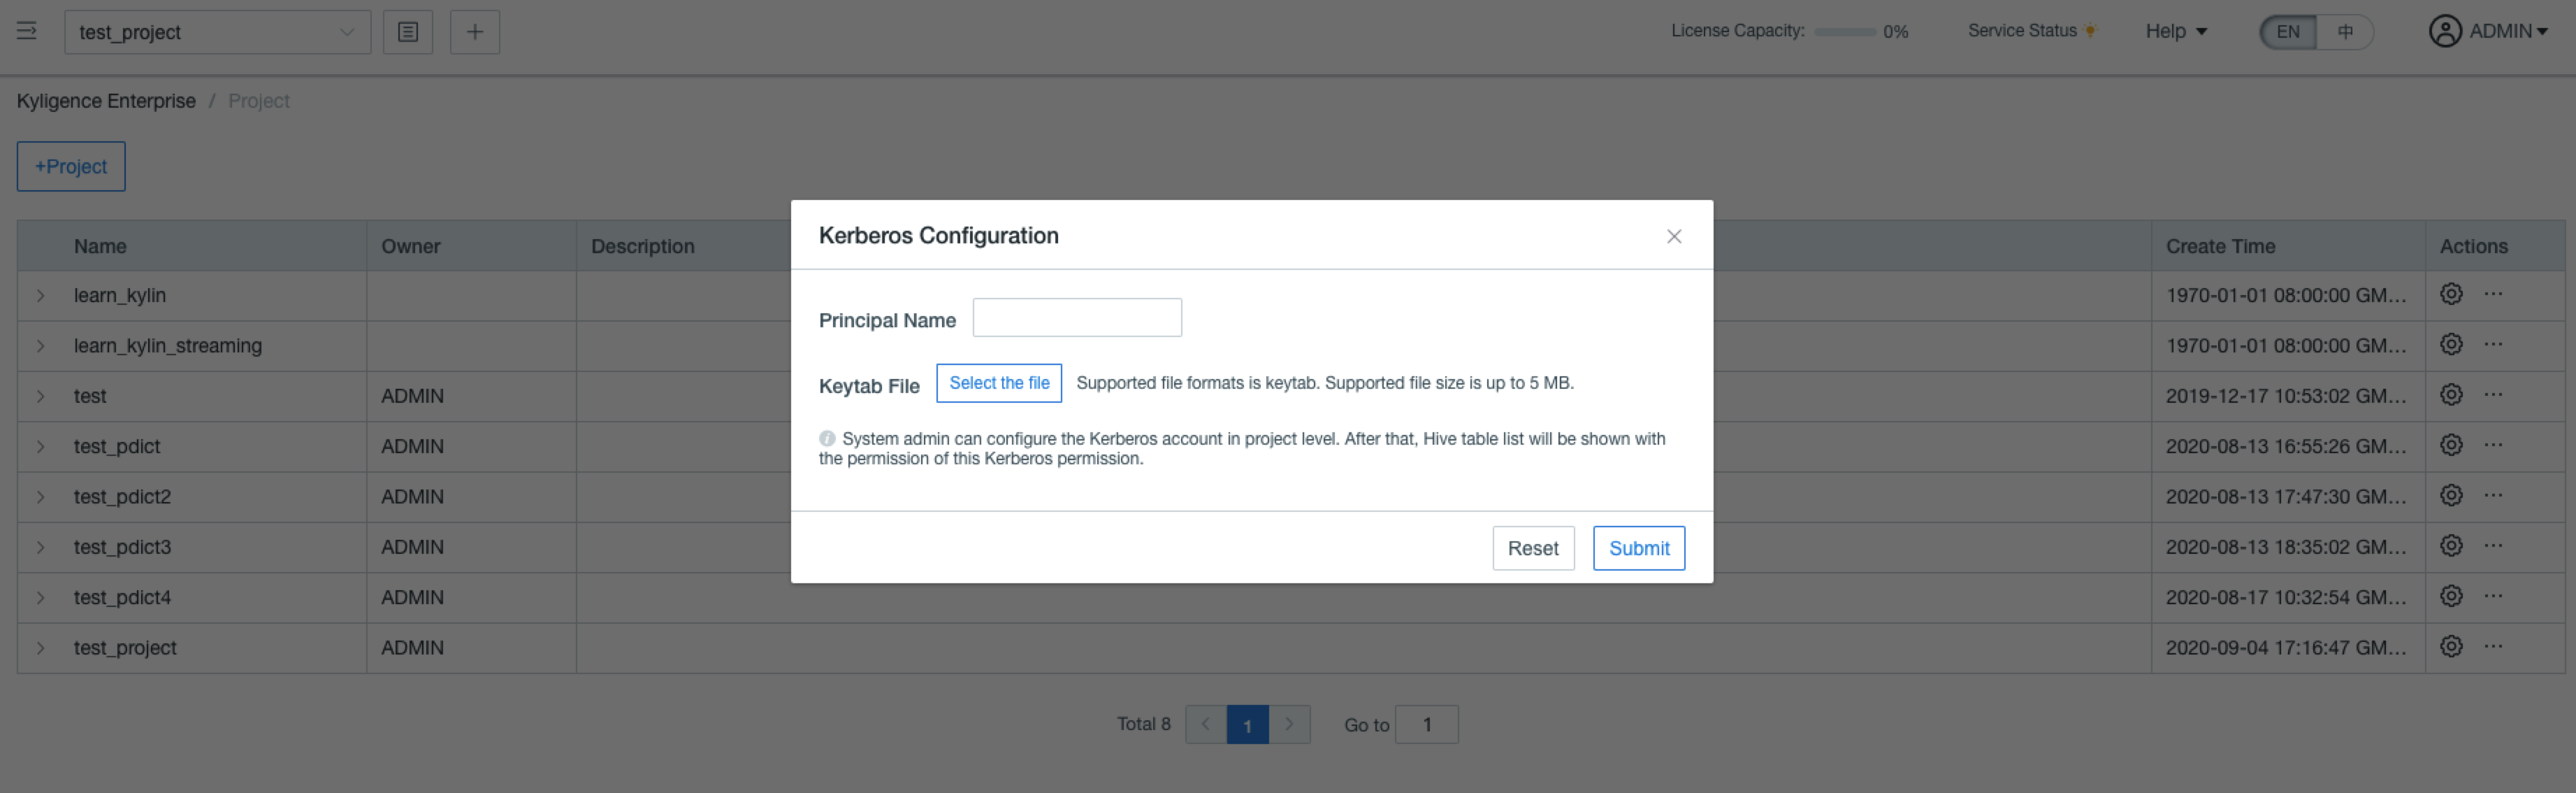 test_project
License Capacity: 0% Service Status Help EN 中 ADMIN
Kyligence Enterprise / Project
+Project
Name Owner Description Create Time Actions
learn_kylin 1970-01-01 08:00:00 GM... ...
learn_kylin_streaming 1970-01-01 08:00:00 GM... ...
test ADMIN 2019-12-17 10:53:02 GM... ...
test_pdict ADMIN 2020-08-13 16:55:26 GM... ...
test_pdict2 ADMIN 2020-08-13 17:47:30 GM... ...
test_pdict3 ADMIN 2020-08-13 18:35:02 GM... ...
test_pdict4 ADMIN 2020-08-17 10:32:54 GM... ...
test_project ADMIN 2020-09-04 17:16:47 GM... ...
Total 8 < 1 > Go to 1
Kerberos Configuration
Principal Name
Keytab File Select the file Supported file formats is keytab. Supported file size is up to 5 MB.
System admin can configure the Kerberos account in project level. After that, Hive table list will be shown with
the permission of this Kerberos permission.
Reset Submit